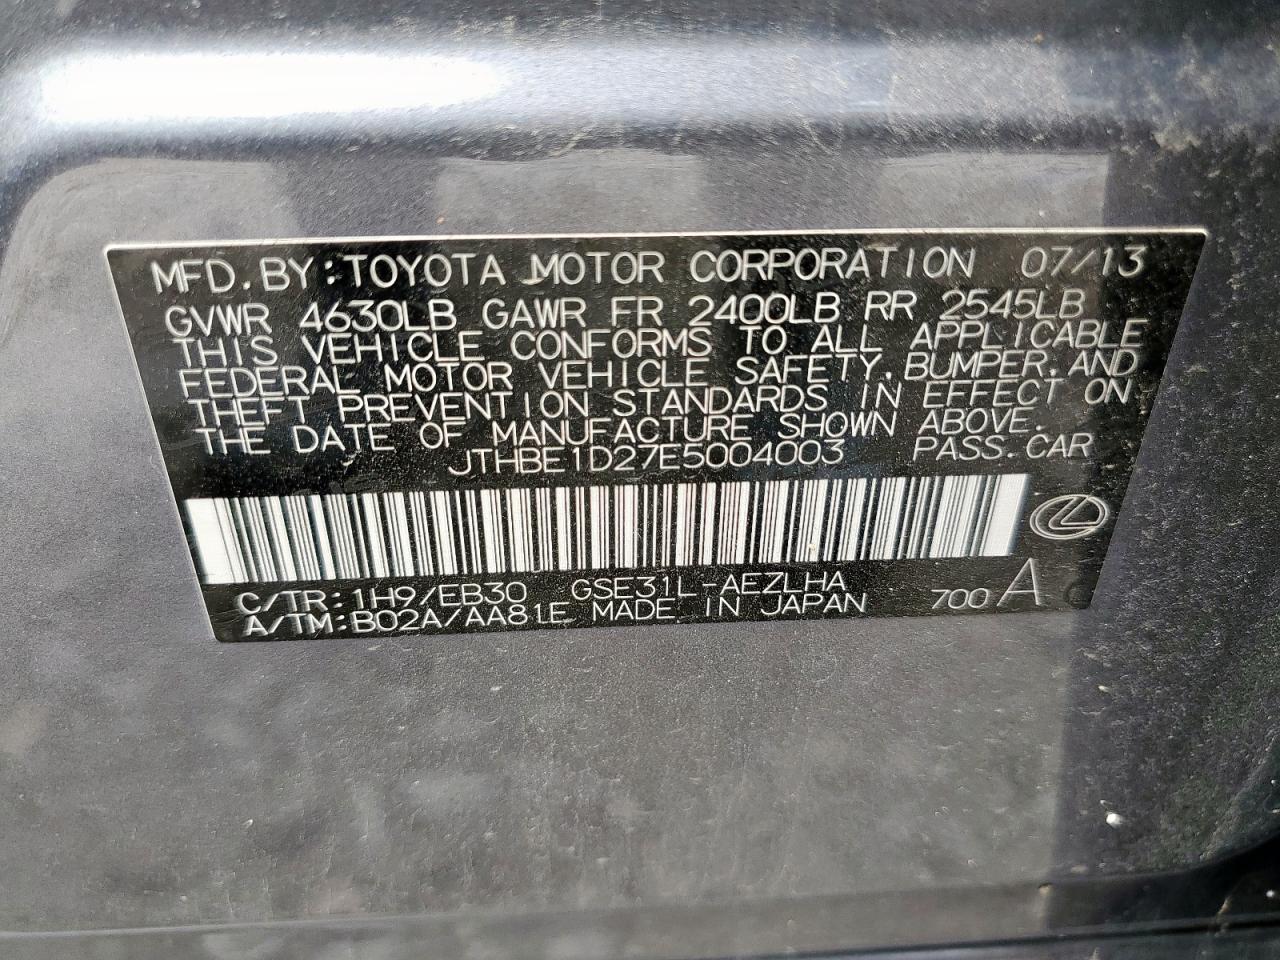 MFD. BY: TOYOTA MOTOR CORPORATION 07/13
GVWR 4630LB GAWR FR 2400LB RR 2545LB
THIS VEHICLE CONFORMS TO ALL APPLICABLE
FEDERAL MOTOR VEHICLE SAFETY, BUMPER, AND
THEFT PREVENTION STANDARDS IN EFFECT ON
THE DATE OF MANUFACTURE SHOWN ABOVE.
JTHBE1D27E5004003 PASS. CAR
C/TR: 1H9/EB30 GSE31L-AEZLHA
A/TM: B02A/AA81E MADE IN JAPAN 700 A